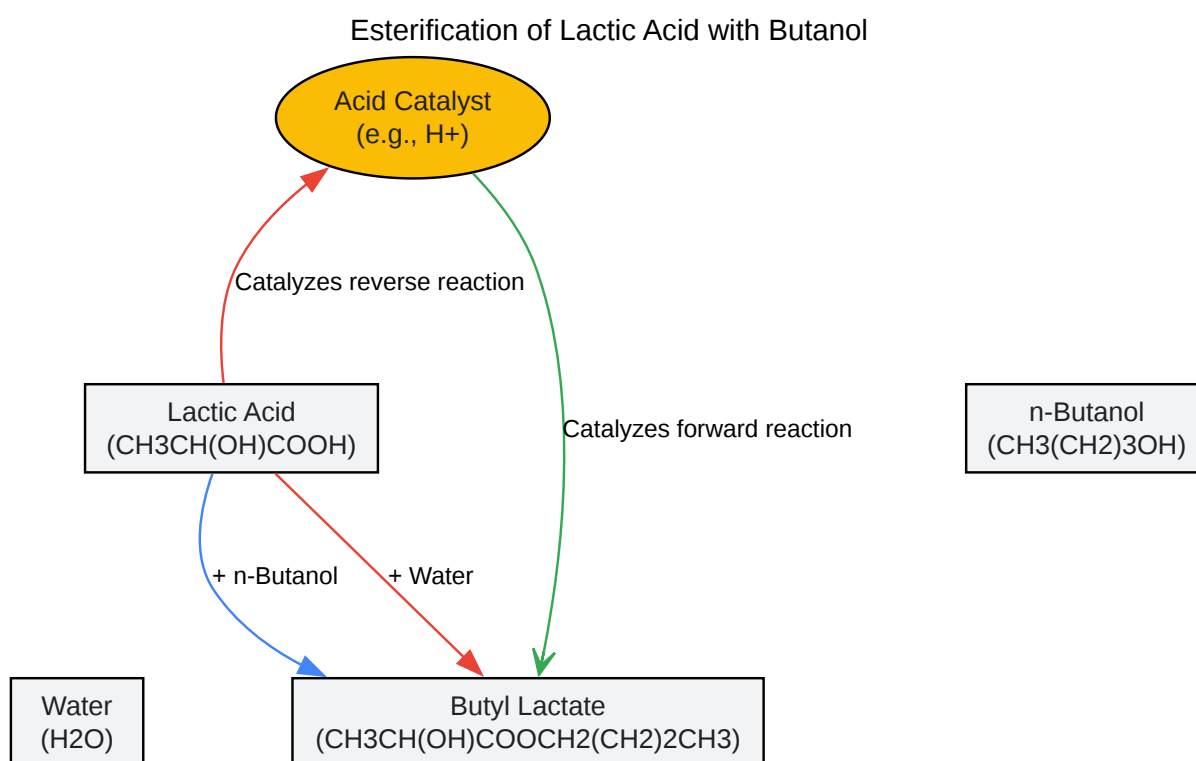 Esterification of Lactic Acid with Butanol
Acid Catalyst
(e.g., H+)
Catalyzes reverse reaction
Lactic Acid
(CH3CH(OH)COOH)
n-Butanol
(CH3(CH2)3OH)
Catalyzes forward reaction
+ n-Butanol
+ Water
Water
(H2O)
Butyl Lactate
(CH3CH(OH)COOCH2(CH2)2CH3)